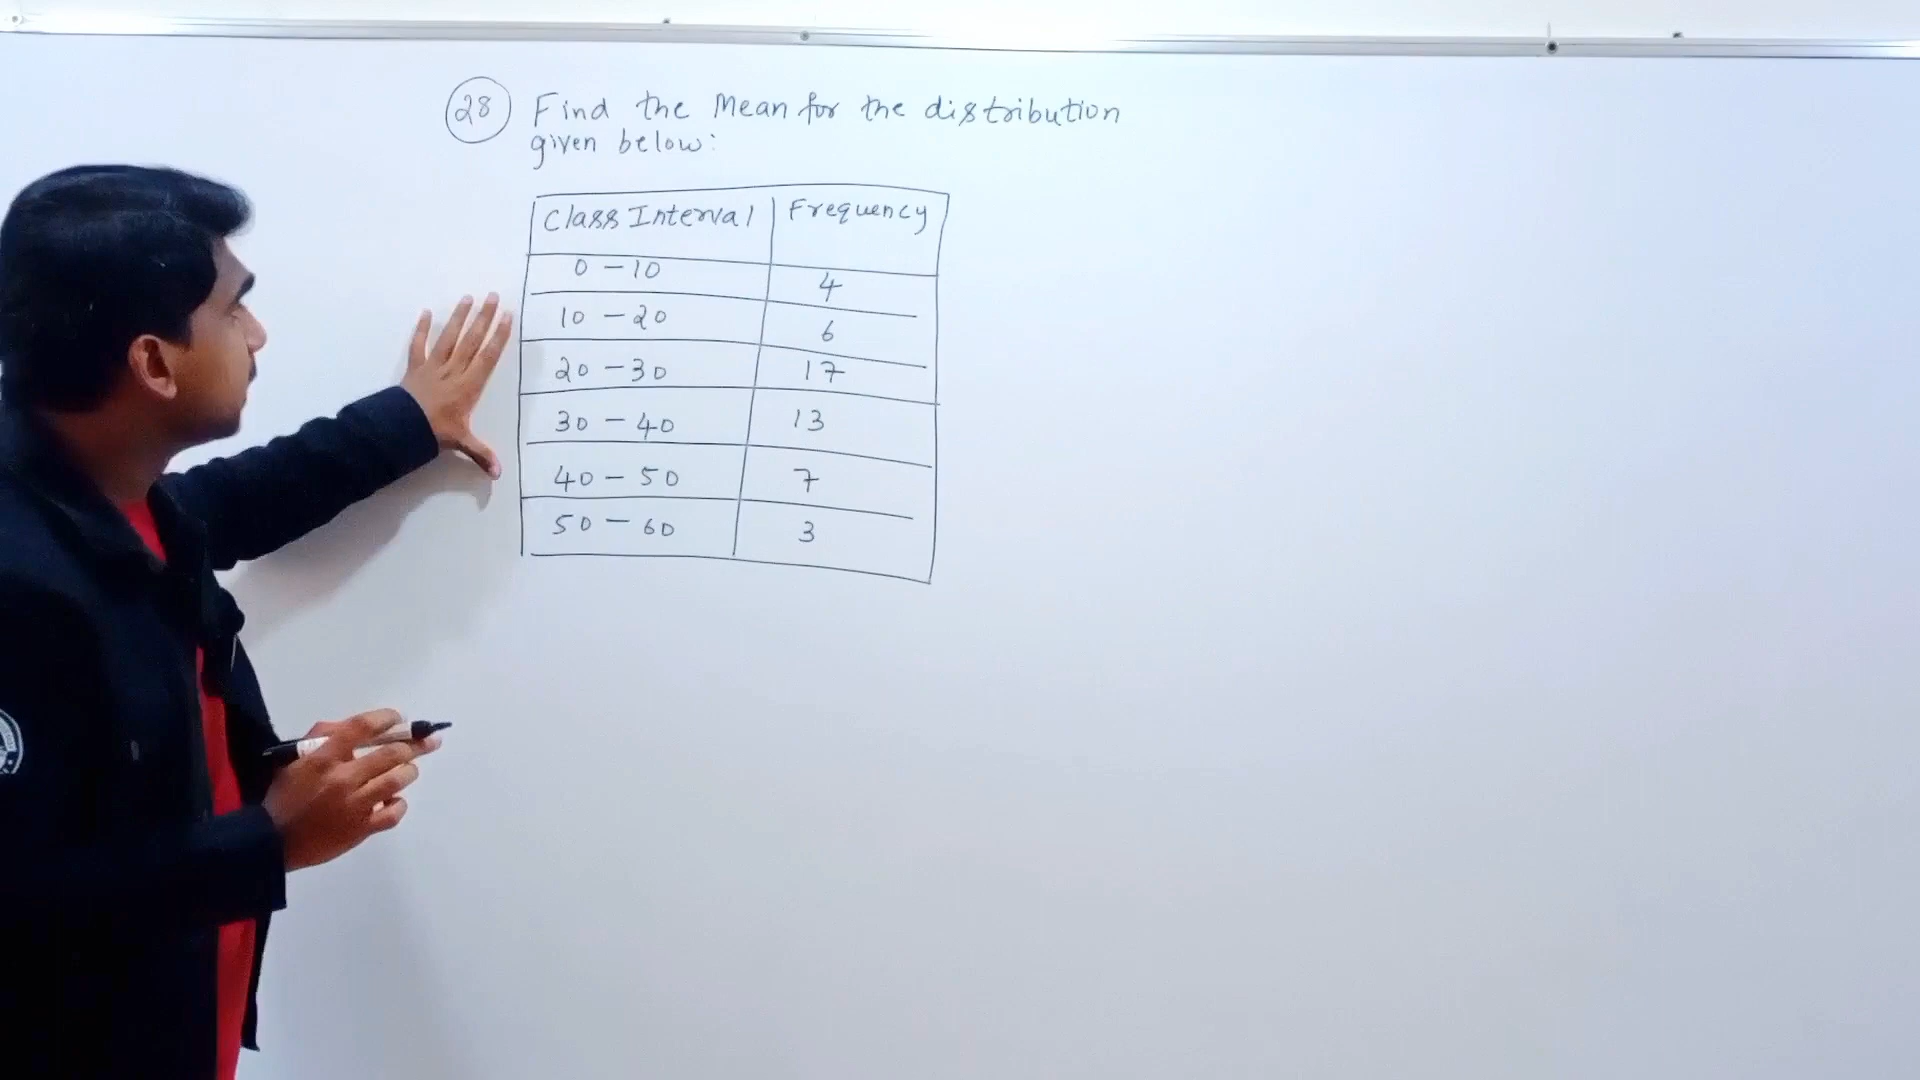 28 Find the Mean for the distribution
given below:
Class Interval Frequency
0 - 10 4
10 - 20 6
20 - 30 17
30 - 40 13
40 - 50 7
50 - 60 3